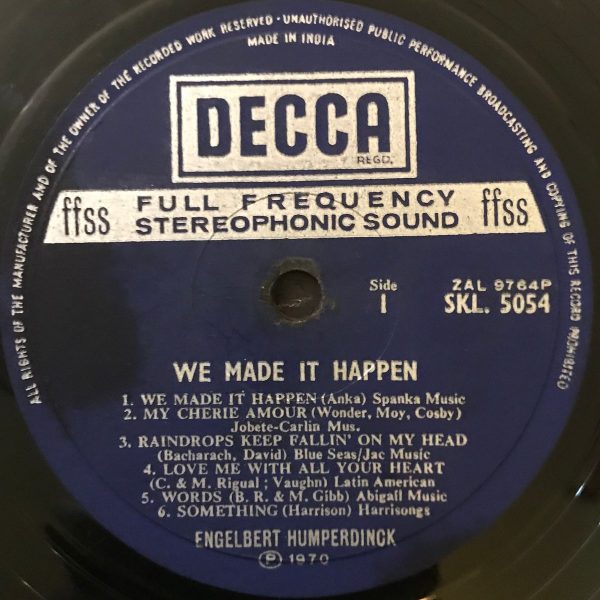 ALL RIGHTS OF THE MANUFACTURER AND OF THE OWNER OF THE RECORDED WORK RESERVED · UNAUTHORISED PUBLIC PERFORMANCE BROADCASTING AND COPYING OF THIS RECORD PROHIBITED
MADE IN INDIA
DECCA
REGD.
ffss FULL FREQUENCY ffss
STEREOPHONIC SOUND
Side ZAL 9764P
1 SKL. 5054
WE MADE IT HAPPEN
1. WE MADE IT HAPPEN (Anka) Spanka Music
2. MY CHERIE AMOUR (Wonder, Moy, Cosby)
Jobete-Carlin Mus.
3. RAINDROPS KEEP FALLIN' ON MY HEAD
(Bacharach, David) Blue Seas/Jac Music
4. LOVE ME WITH ALL YOUR HEART
(C. & M. Rigual ; Vaughn) Latin American
5. WORDS (B. R. & M. Gibb) Abigail Music
6. SOMETHING (Harrison) Harrisongs
ENGELBERT HUMPERDINCK
Ⓟ 1970